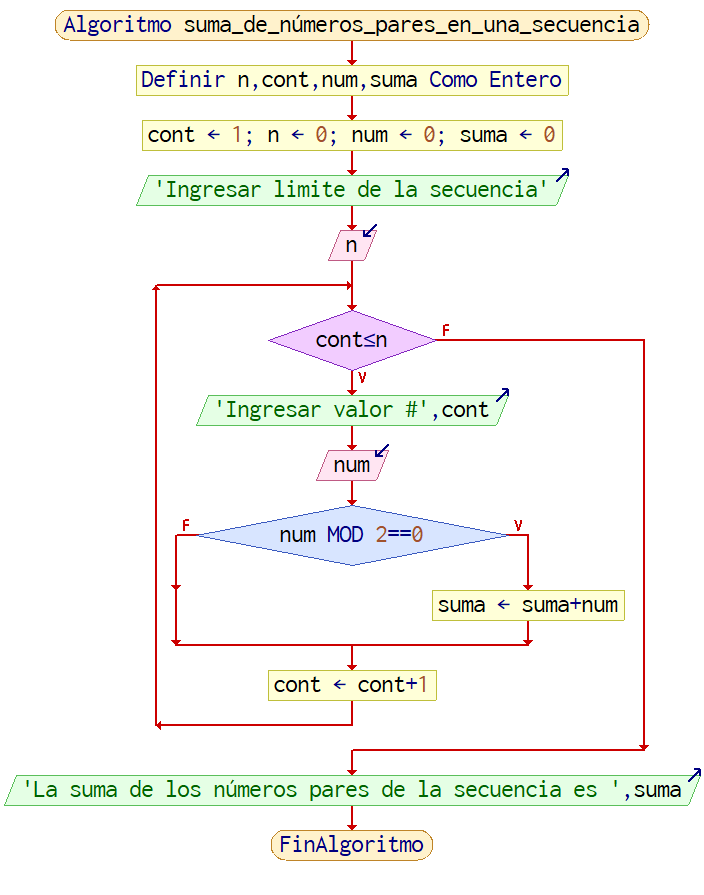 Algoritmo suma_de_números_pares_en_una_secuencia
Definir n,cont,num,suma Como Entero
cont ← 1; n ← 0; num ← 0; suma ← 0
'Ingresar limite de la secuencia'
n
cont≤n
F
V
'Ingresar valor #',cont
num
num MOD 2==0
F
V
suma ← suma+num
cont ← cont+1
'La suma de los números pares de la secuencia es ',suma
FinAlgoritmo